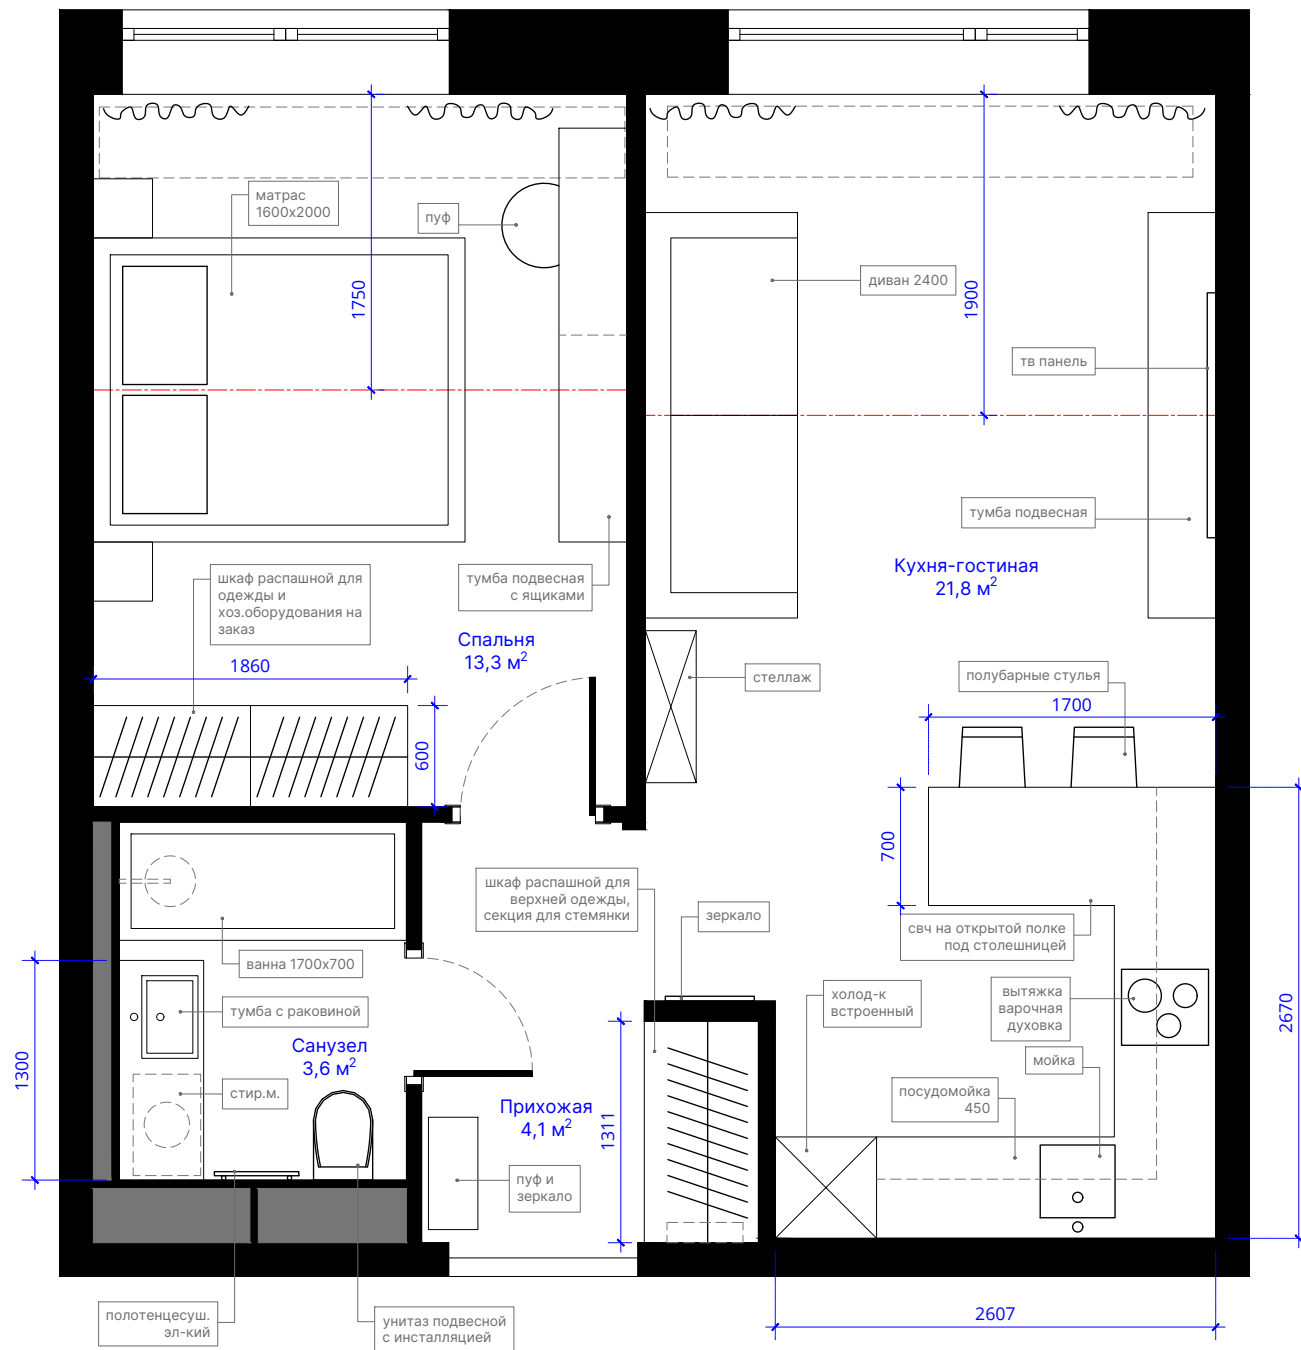 матрас
1600х2000
пуф
1750
диван 2400
1900
тв панель
тумба подвесная
Кухня-гостиная
21,8 м²
шкаф распашной для
одежды и
хоз.оборудования на
заказ
тумба подвесная
с ящиками
Спальня
13,3 м²
1860
600
стеллаж
полубарные стулья
1700
700
шкаф распашной для
верхней одежды,
секция для стемянки
зеркало
свч на открытой полке
под столешницей
ванна 1700х700
тумба с раковиной
Санузел
3,6 м²
стир.м.
1300
холод-к
встроенный
вытяжка
варочная
духовка
мойка
2670
посудомойка
450
Прихожая
4,1 м²
1311
пуф и
зеркало
полотенцесуш.
эл-кий
унитаз подвесной
с инсталляцией
2607